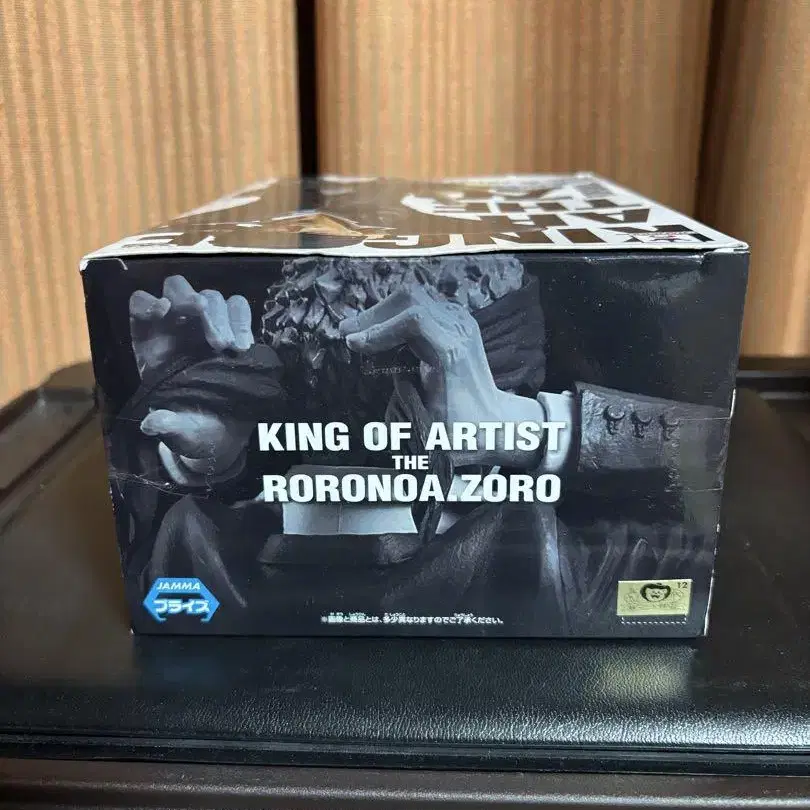 KING OF ARTIST
THE
RORONOA.ZORO
JAMMA
プライズ
※画像と商品とは、多少異なりますのでご了承ください。
12